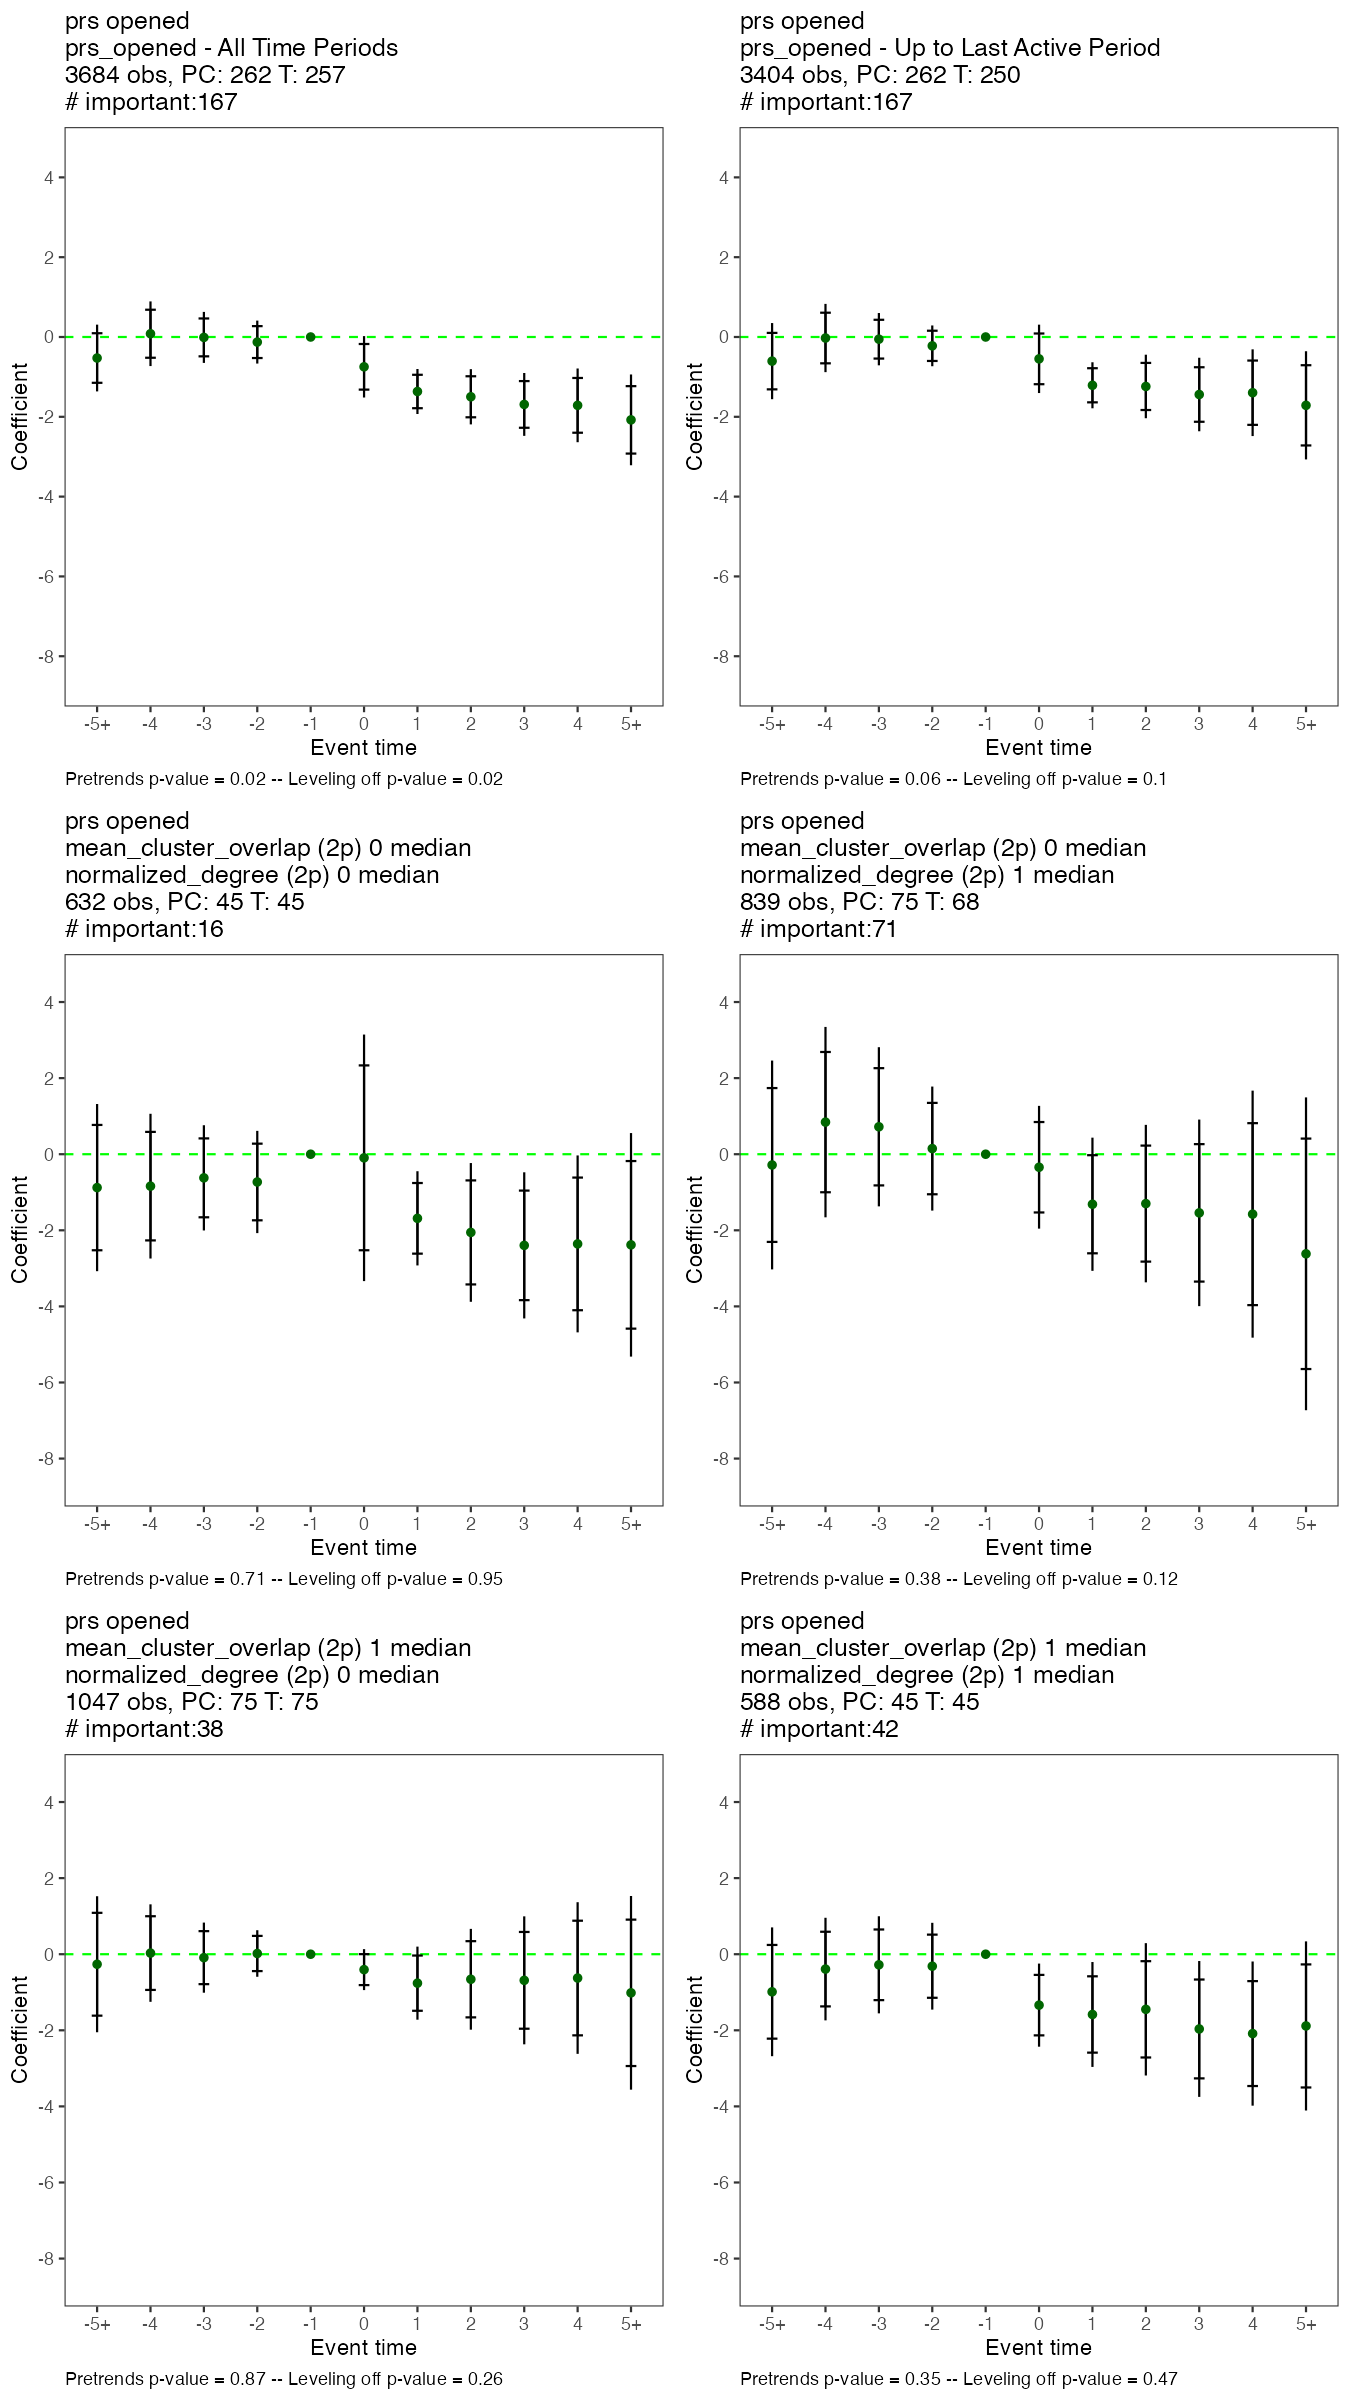 prs opened
prs_opened - All Time Periods
3684 obs, PC: 262 T: 257
# important:167
4
2
0
-2
-4
-6
-8
Coefficient
-5+ -4 -3 -2 -1 0 1 2 3 4 5+
Event time
Pretrends p-value = 0.02 -- Leveling off p-value = 0.02
prs opened
prs_opened - Up to Last Active Period
3404 obs, PC: 262 T: 250
# important:167
4
2
0
-2
-4
-6
-8
Coefficient
-5+ -4 -3 -2 -1 0 1 2 3 4 5+
Event time
Pretrends p-value = 0.06 -- Leveling off p-value = 0.1
prs opened
mean_cluster_overlap (2p) 0 median
normalized_degree (2p) 0 median
632 obs, PC: 45 T: 45
# important:16
4
2
0
-2
-4
-6
-8
Coefficient
-5+ -4 -3 -2 -1 0 1 2 3 4 5+
Event time
Pretrends p-value = 0.71 -- Leveling off p-value = 0.95
prs opened
mean_cluster_overlap (2p) 0 median
normalized_degree (2p) 1 median
839 obs, PC: 75 T: 68
# important:71
4
2
0
-2
-4
-6
-8
Coefficient
-5+ -4 -3 -2 -1 0 1 2 3 4 5+
Event time
Pretrends p-value = 0.38 -- Leveling off p-value = 0.12
prs opened
mean_cluster_overlap (2p) 1 median
normalized_degree (2p) 0 median
1047 obs, PC: 75 T: 75
# important:38
4
2
0
-2
-4
-6
-8
Coefficient
-5+ -4 -3 -2 -1 0 1 2 3 4 5+
Event time
Pretrends p-value = 0.87 -- Leveling off p-value = 0.26
prs opened
mean_cluster_overlap (2p) 1 median
normalized_degree (2p) 1 median
588 obs, PC: 45 T: 45
# important:42
4
2
0
-2
-4
-6
-8
Coefficient
-5+ -4 -3 -2 -1 0 1 2 3 4 5+
Event time
Pretrends p-value = 0.35 -- Leveling off p-value = 0.47